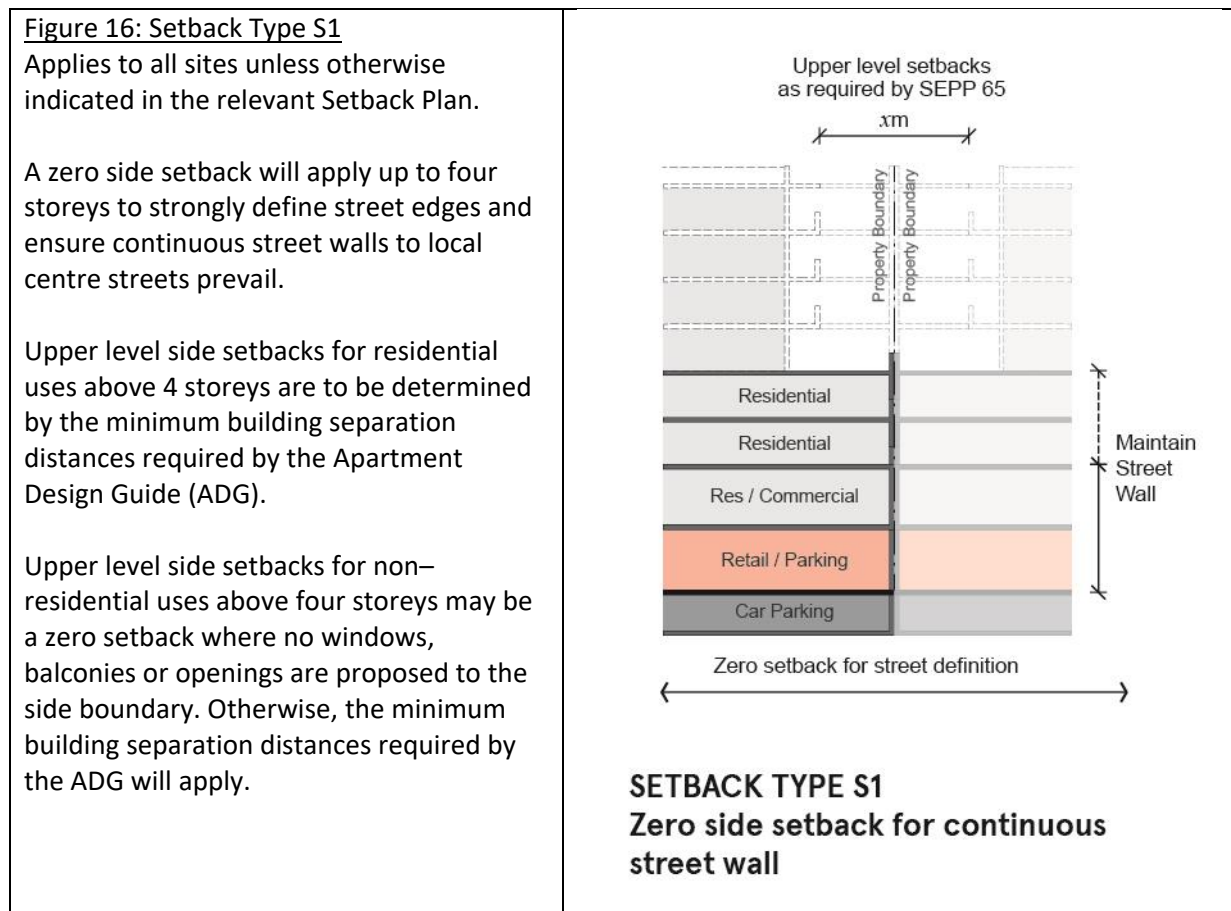 Figure 16: Setback Type S1
Applies to all sites unless otherwise
indicated in the relevant Setback Plan.
A zero side setback will apply up to four
storeys to strongly define street edges and
ensure continuous street walls to local
centre streets prevail.
Upper level side setbacks for residential
uses above 4 storeys are to be determined
by the minimum building separation
distances required by the Apartment
Design Guide (ADG).
Upper level side setbacks for non–
residential uses above four storeys may be
a zero setback where no windows,
balconies or openings are proposed to the
side boundary. Otherwise, the minimum
building separation distances required by
the ADG will apply.
Upper level setbacks
as required by SEPP 65
xm
Property Boundary
Property Boundary
Residential
Residential
Res / Commercial
Retail / Parking
Car Parking
Maintain
Street
Wall
Zero setback for street definition
SETBACK TYPE S1
Zero side setback for continuous
street wall